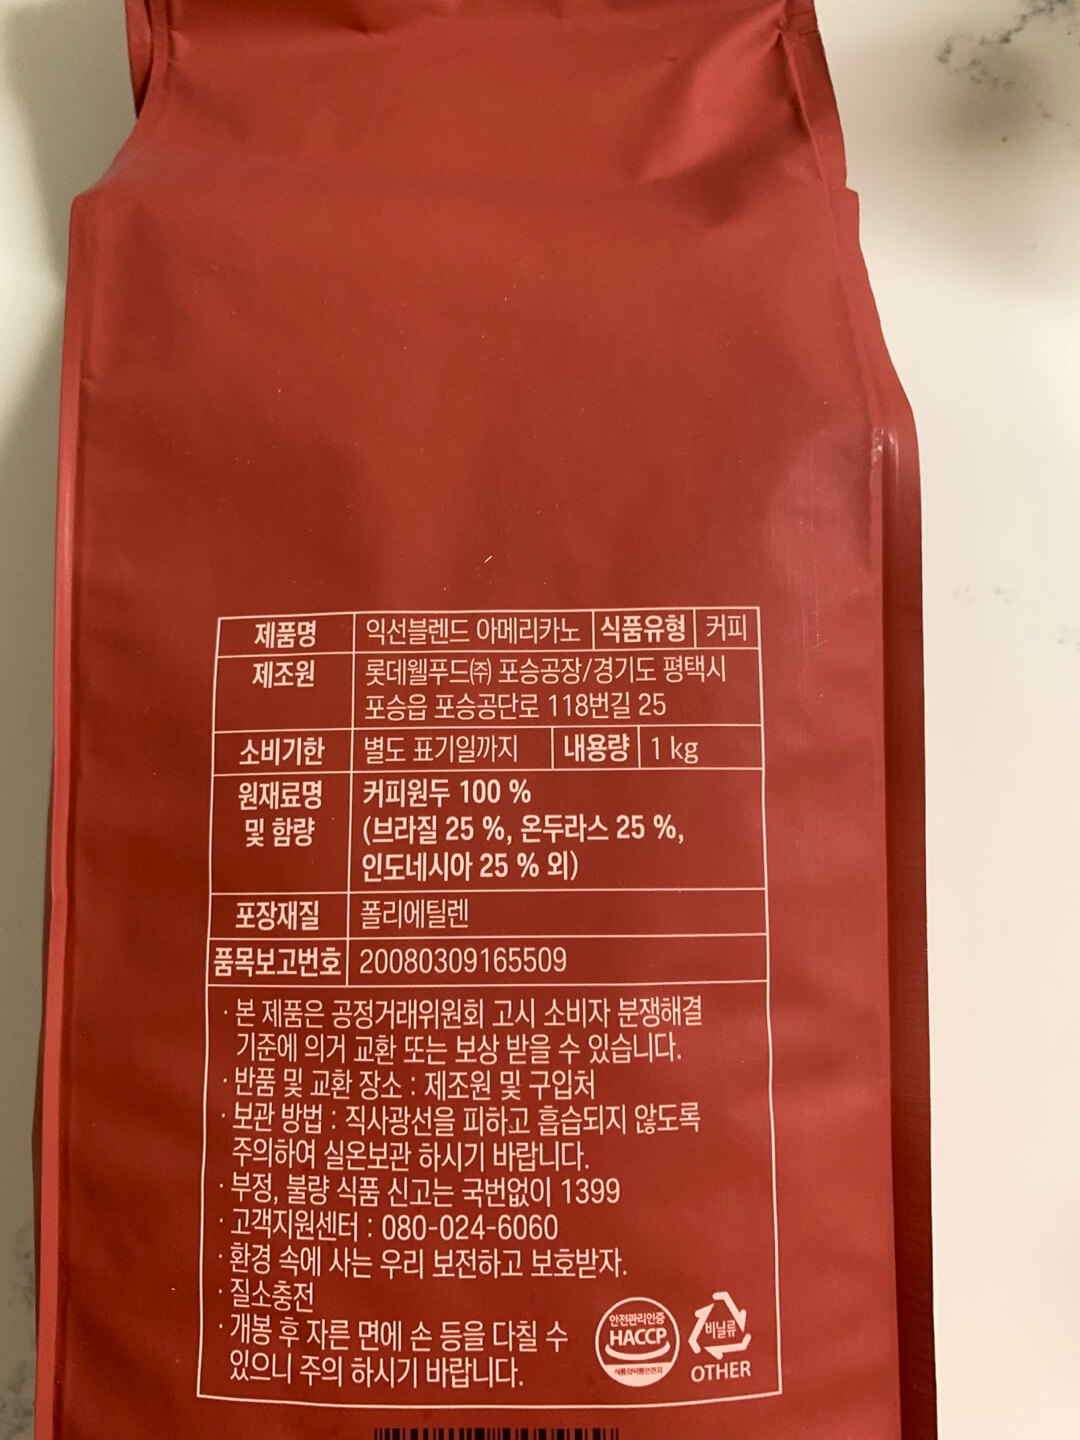 제품명 익선블렌드 아메리카노 식품유형 커피
제조원 롯데웰푸드㈜ 포승공장/경기도 평택시
포승읍 포승공단로 118번길 25
소비기한 별도 표기일까지 내용량 1 kg
원재료명 커피원두 100 %
및 함량 (브라질 25 %, 온두라스 25 %,
인도네시아 25 % 외)
포장재질 폴리에틸렌
품목보고번호 20080309165509
· 본 제품은 공정거래위원회 고시 소비자 분쟁해결
기준에 의거 교환 또는 보상 받을 수 있습니다.
· 반품 및 교환 장소 : 제조원 및 구입처
· 보관 방법 : 직사광선을 피하고 흡습되지 않도록
주의하여 실온보관 하시기 바랍니다.
· 부정, 불량 식품 신고는 국번없이 1399
· 고객지원센터 : 080-024-6060
· 환경 속에 사는 우리 보전하고 보호받자.
· 질소충전
· 개봉 후 자른 면에 손 등을 다칠 수
있으니 주의 하시기 바랍니다.
안전관리인증
HACCP
식품의약품안전처
비닐류
OTHER